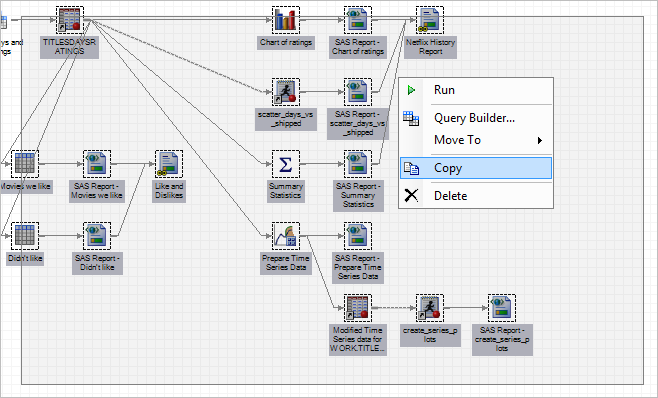 ys and
ngs
TITLESDAYSR
ATINGS
Chart of ratings
SAS Report -
Chart of ratings
Netflix History
Report
scatter_days_vs
_shipped
SAS Report -
scatter_days_vs
_shipped
Run
Query Builder...
Move To
Copy
Delete
Movies we like
SAS Report -
Movies we like
Like and
Dislikes
Summary
Statistics
SAS Report -
Summary
Statistics
Didn't like
SAS Report -
Didn't like
Prepare Time
Series Data
SAS Report -
Prepare Time
Series Data
Modified Time
Series data for
WORK.TITLE...
create_series_p
lots
SAS Report -
create_series_p
lots